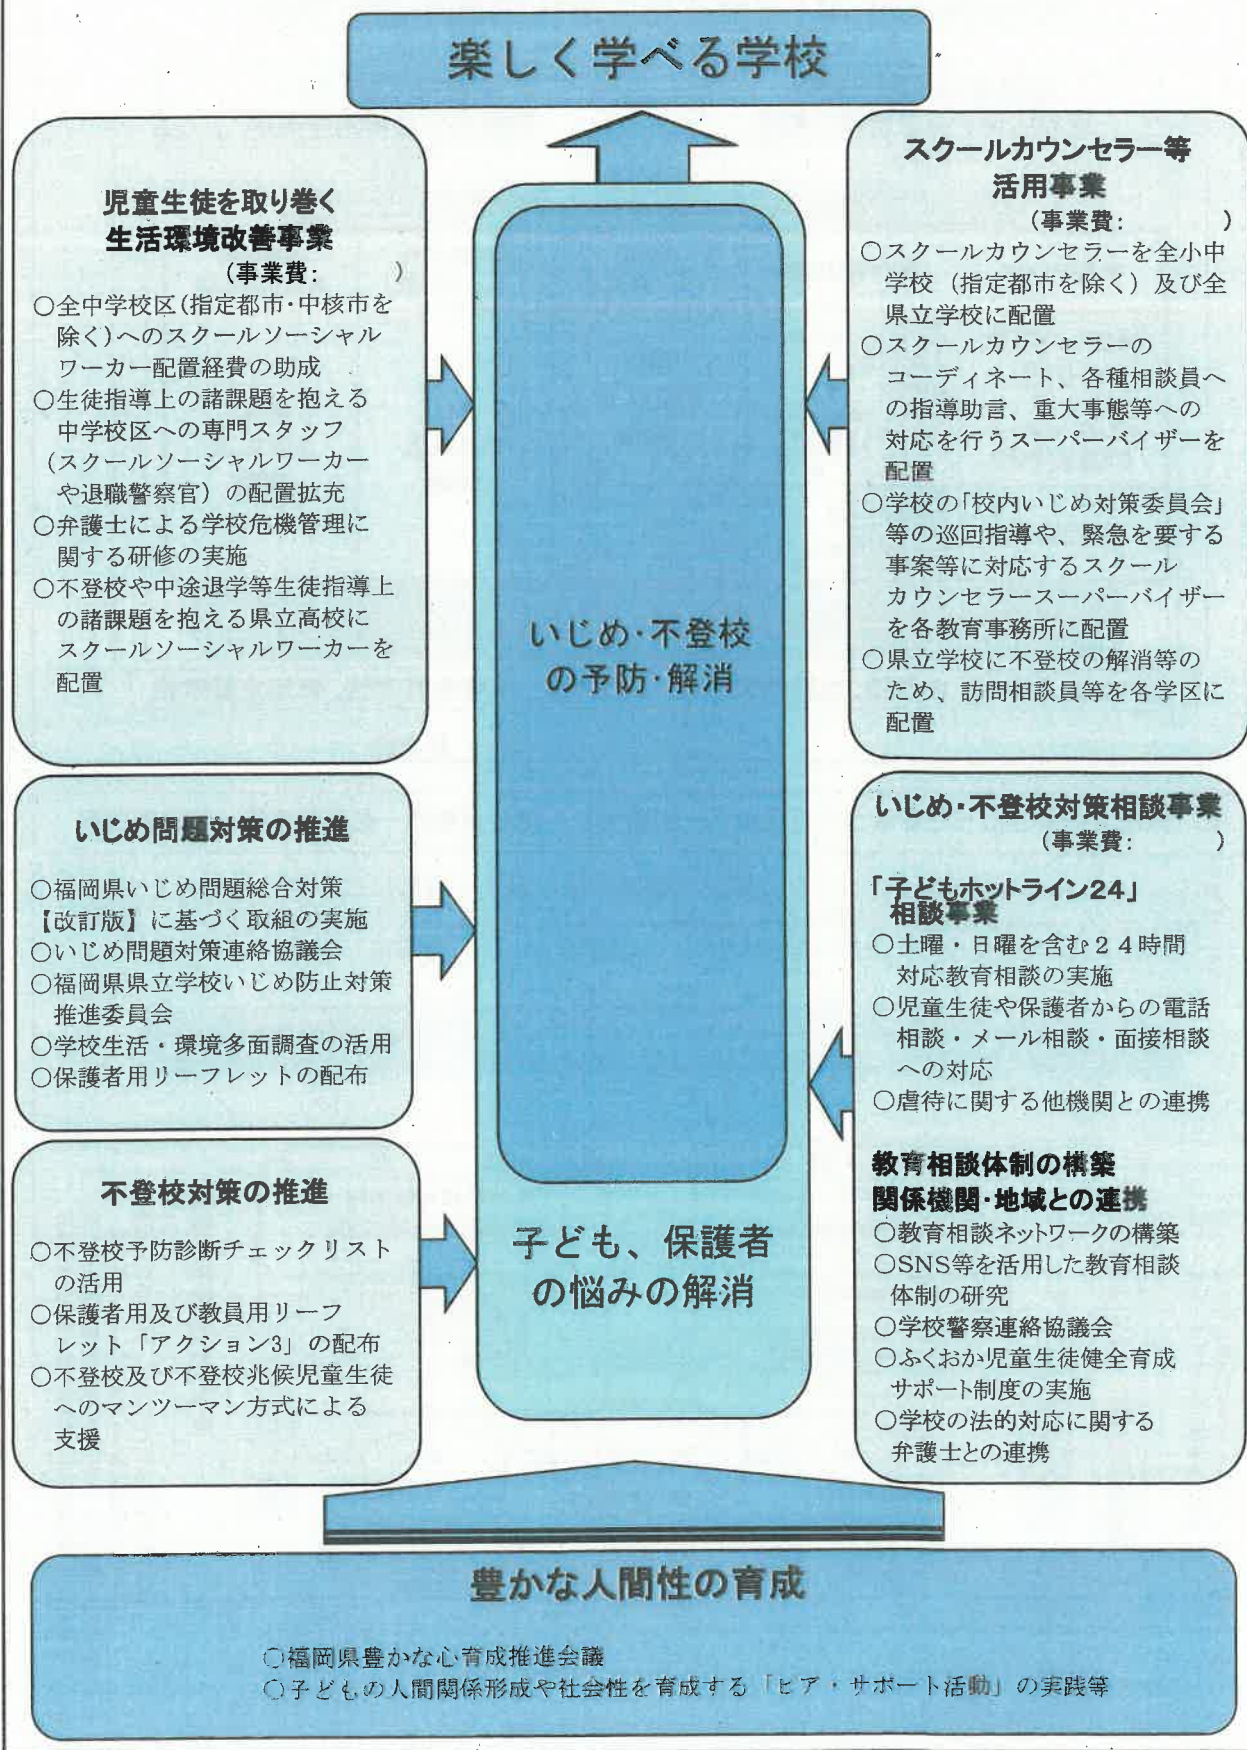 楽しく学べる学校
児童生徒を取り巻く
生活環境改善事業
(事業費:　　　)
○全中学校区(指定都市・中核市を
除く)へのスクールソーシャル
ワーカー配置経費の助成
○生徒指導上の諸課題を抱える
中学校区への専門スタッフ
(スクールソーシャルワーカー
や退職警察官）の配置拡充
○弁護士による学校危機管理に
関する研修の実施
○不登校や中途退学等生徒指導上
の諸課題を抱える県立高校に
スクールソーシャルワーカーを
配置
いじめ問題対策の推進
○福岡県いじめ問題総合対策
【改訂版】に基づく取組の実施
○いじめ問題対策連絡協議会
○福岡県県立学校いじめ防止対策
推進委員会
○学校生活・環境多面調査の活用
○保護者用リーフレットの配布
不登校対策の推進
○不登校予防診断チェックリスト
の活用
○保護者用及び教員用リーフ
レット「アクション3」の配布
○不登校及び不登校兆候児童生徒
へのマンツーマン方式による
支援
いじめ・不登校
の予防・解消
子ども、保護者
の悩みの解消
スクールカウンセラー等
活用事業
(事業費:　　　)
○スクールカウンセラーを全小中
学校（指定都市を除く）及び全
県立学校に配置
○スクールカウンセラーの
コーディネート、各種相談員へ
の指導助言、重大事態等への
対応を行うスーパーバイザーを
配置
○学校の「校内いじめ対策委員会」
等の巡回指導や、緊急を要する
事案等に対応するスクール
カウンセラースーパーバイザー
を各教育事務所に配置
○県立学校に不登校の解消等の
ため、訪問相談員等を各学区に
配置
いじめ・不登校対策相談事業
(事業費:　　　)
「子どもホットライン24」
相談事業
○土曜・日曜を含む２４時間
対応教育相談の実施
○児童生徒や保護者からの電話
相談・メール相談・面接相談
への対応
○虐待に関する他機関との連携
教育相談体制の構築
関係機関・地域との連携
○教育相談ネットワークの構築
○SNS等を活用した教育相談
体制の研究
○学校警察連絡協議会
○ふくおか児童生徒健全育成
サポート制度の実施
○学校の法的対応に関する
弁護士との連携
豊かな人間性の育成
○福岡県豊かな心育成推進会議
○子どもの人間関係形成や社会性を育成する「ピア・サポート活動」の実践等